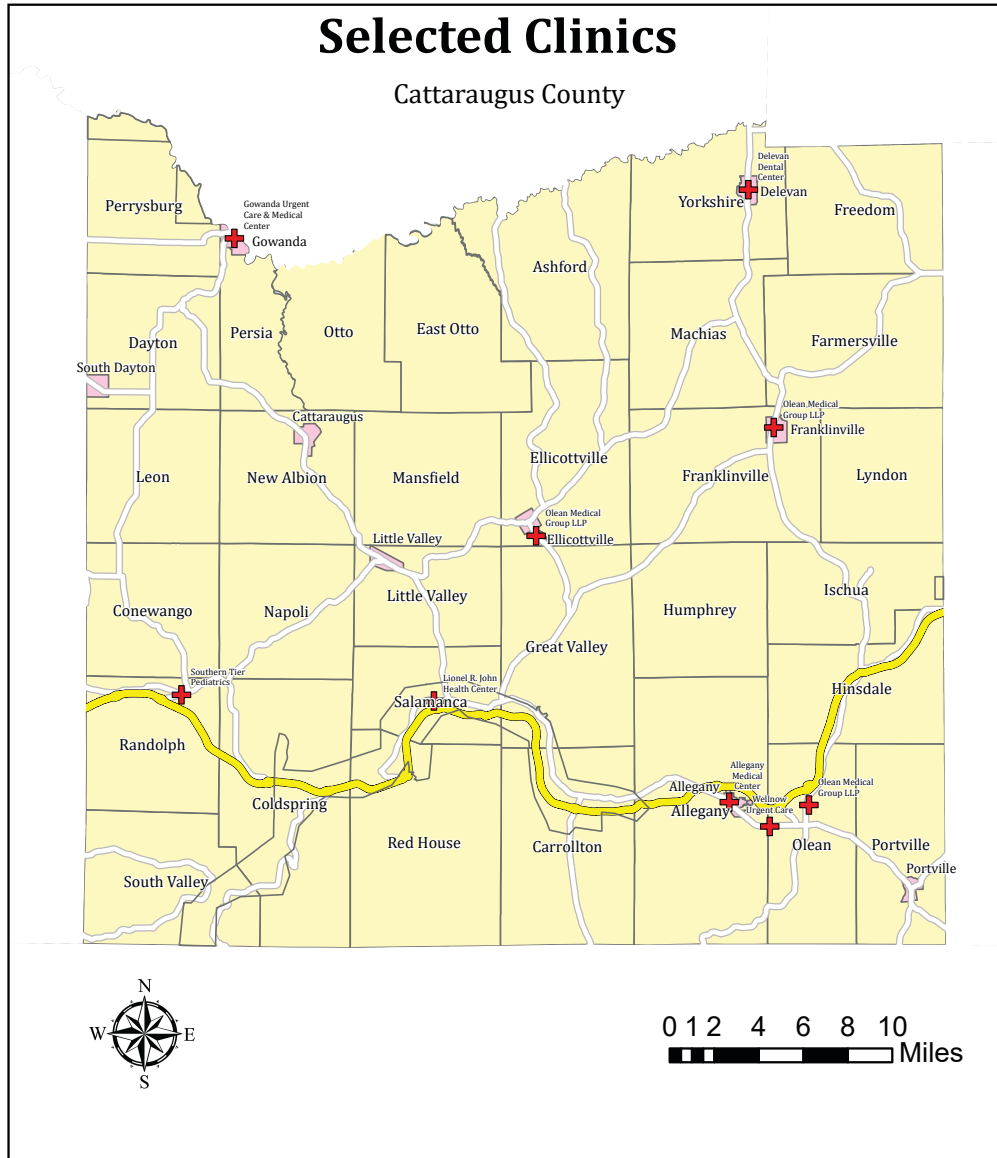 Selected Clinics
Cattaraugus County
Delevan
Dental
Center
Delevan
Yorkshire
Freedom
Perrysburg
Gowanda Urgent
Care & Medical
Center
Gowanda
Ashford
Dayton
Persia
Otto
East Otto
Machias
Farmersville
South Dayton
Cattaraugus
Olean Medical
Group LLP
Franklinville
Leon
New Albion
Mansfield
Ellicottville
Franklinville
Lyndon
Olean Medical
Group LLP
Ellicottville
Little Valley
Little Valley
Conewango
Napoli
Humphrey
Ischua
Great Valley
Southern Tier
Pediatrics
Lionel R. John
Health Center
Salamanca
Hinsdale
Randolph
Coldspring
Allegany
Medical
Center
Allegany
Allegany
Wellnow
Urgent Care
Olean Medical
Group LLP
Red House
Carrollton
Olean
Portville
Portville
South Valley
N
W E
S
0 1 2 4 6 8 10
Miles